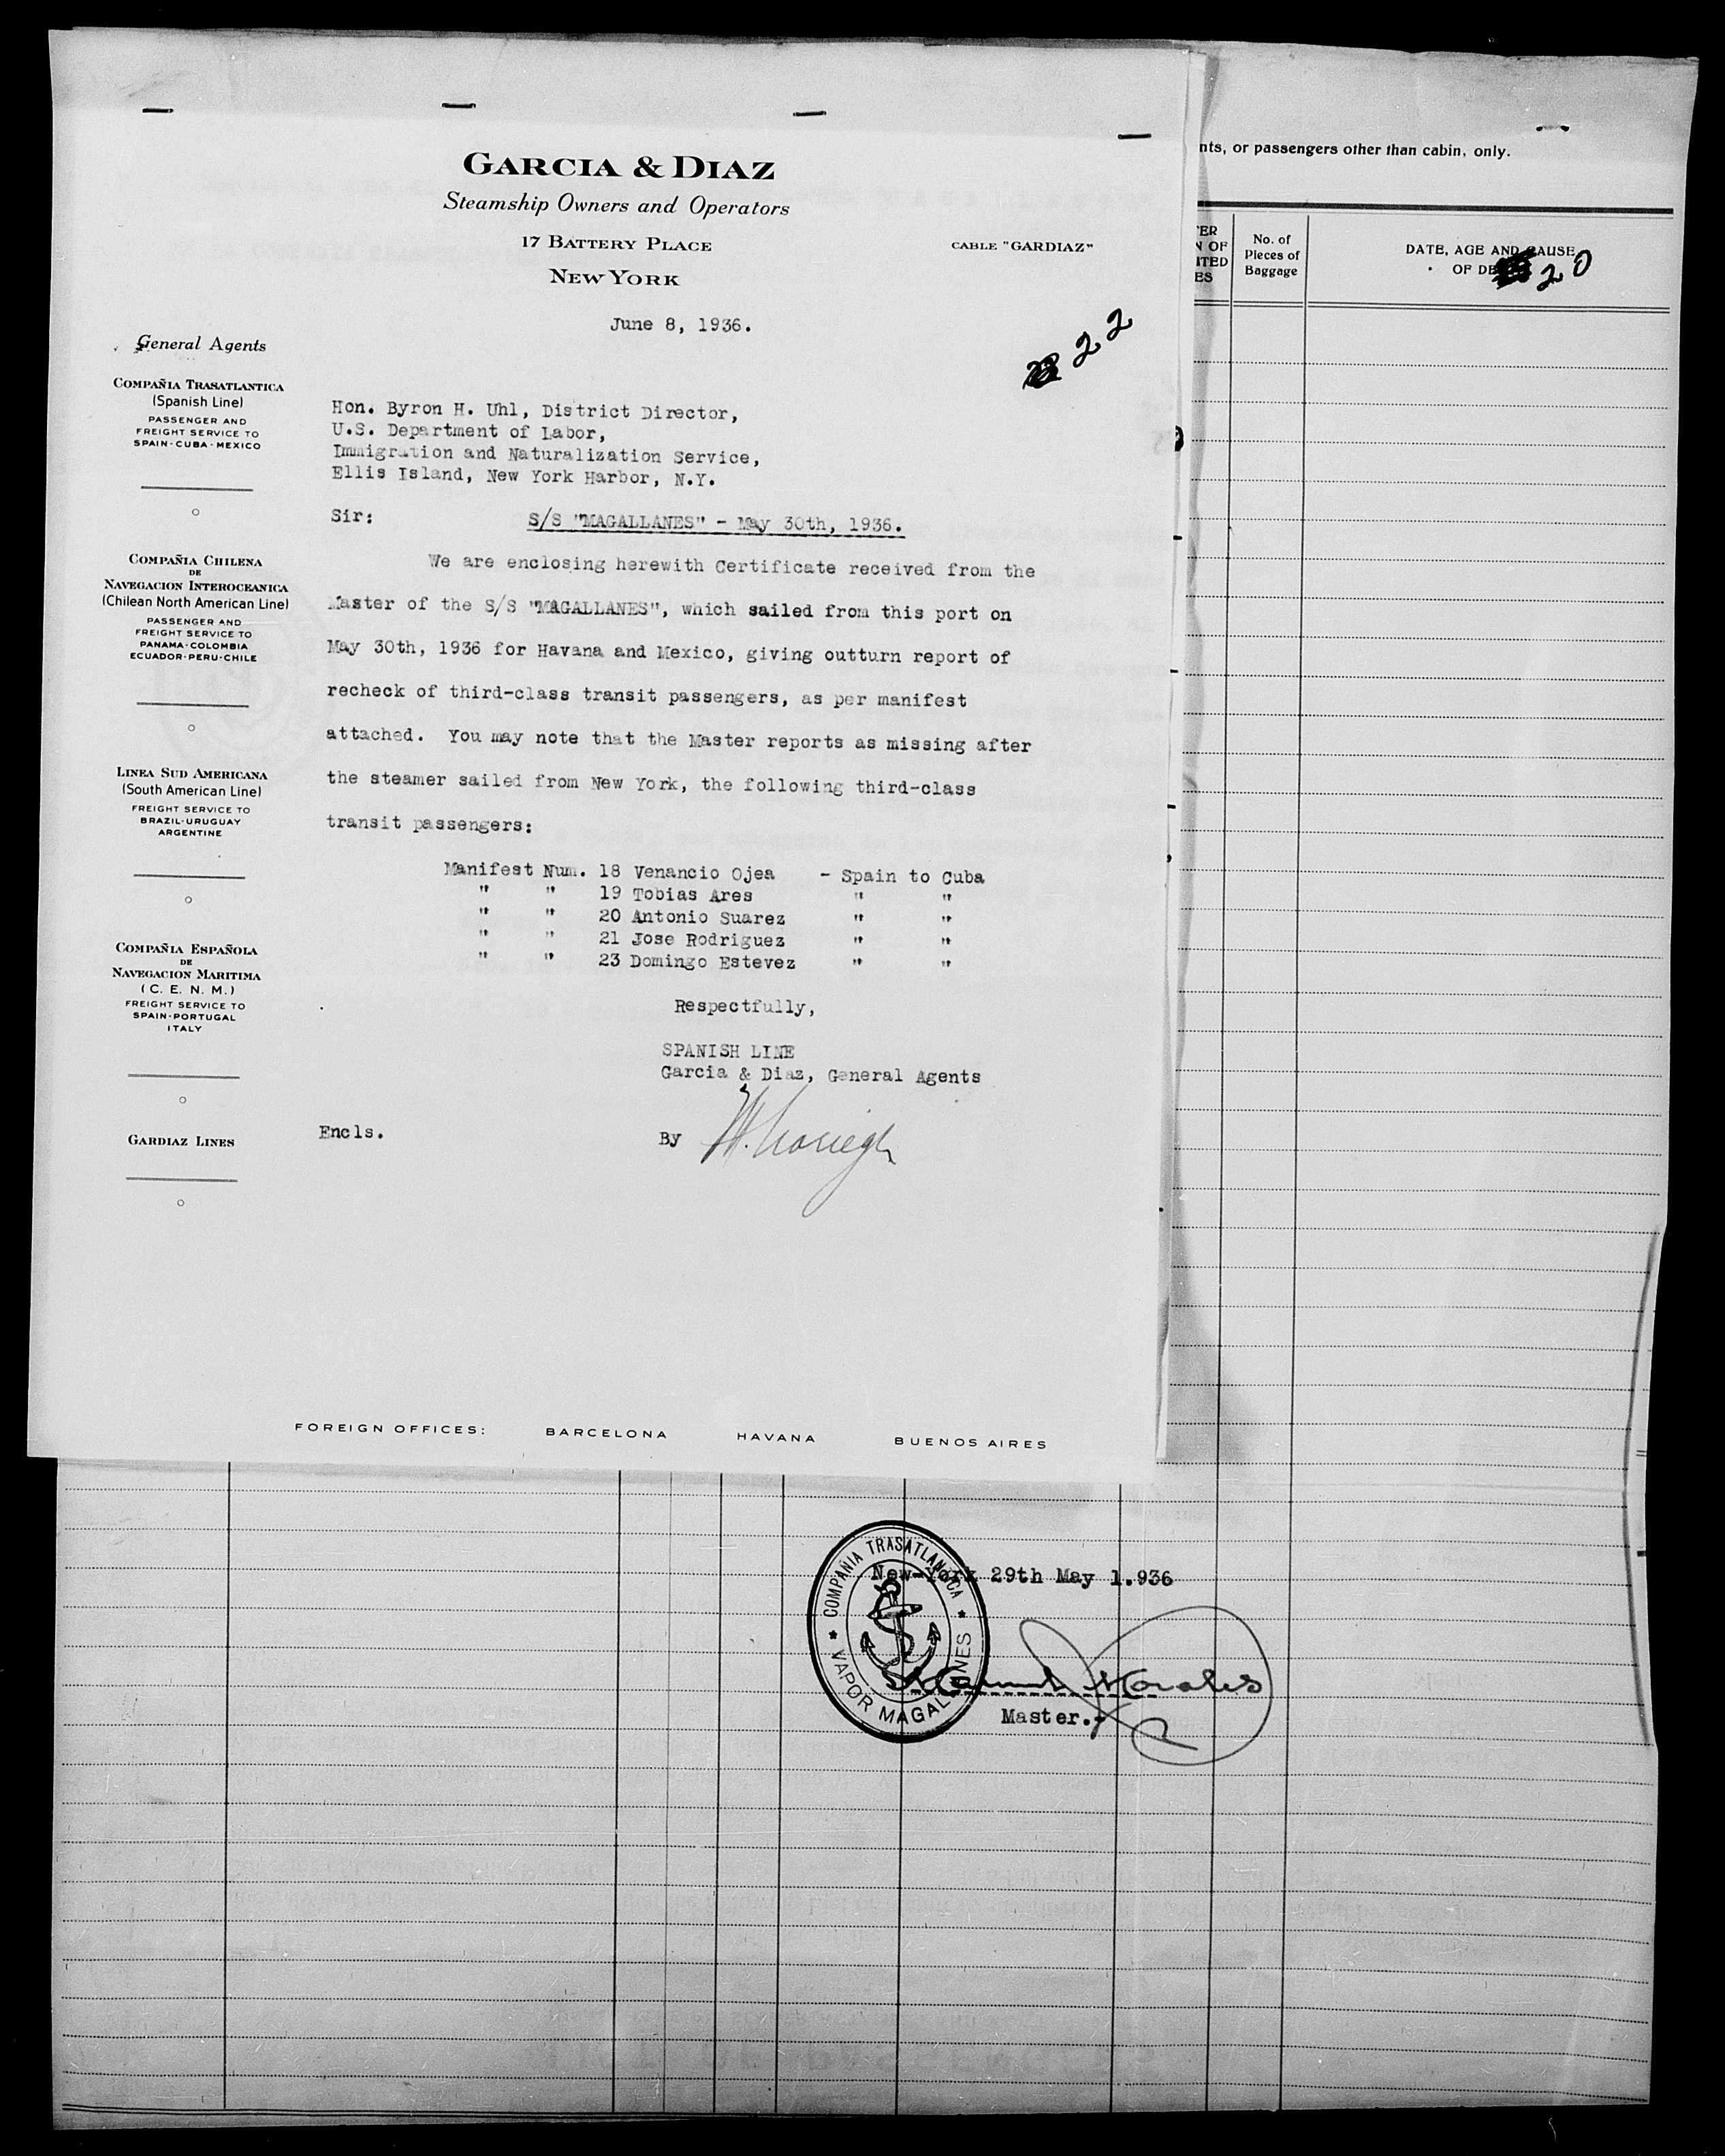 GARCIA & DIAZ
Steamship Owners and Operators
17 BATTERY PLACE
CABLE "GARDIAZ"
NEW YORK
June 8, 1936.
22
General Agents
COMPAÑIA TRASATLANTICA
(Spanish Line)
PASSENGER AND
FREIGHT SERVICE TO
SPAIN-CUBA-MEXICO
COMPAÑIA CHILENA
DE
NAVEGACION INTEROCEANICA
(Chilean North American Line)
PASSENGER AND
FREIGHT SERVICE TO
PANAMA-COLOMBIA
ECUADOR-PERU-CHILE
LINEA SUD AMERICANA
(South American Line)
FREIGHT SERVICE TO
BRAZIL-URUGUAY
ARGENTINE
COMPAÑIA ESPAÑOLA
DE
NAVEGACION MARITIMA
(C. E. N. M.)
FREIGHT SERVICE TO
SPAIN-PORTUGAL
ITALY
GARDIAZ LINES
Hon. Byron H. Uhl, District Director,
U.S. Department of Labor,
Immigration and Naturalization Service,
Ellis Island, New York Harbor, N.Y.
Sir: S/S "MAGALLANES" - May 30th, 1936.
We are enclosing herewith Certificate received from the
Master of the S/S "MAGALLANES", which sailed from this port on
May 30th, 1936 for Havana and Mexico, giving outturn report of
recheck of third-class transit passengers, as per manifest
attached. You may note that the Master reports as missing after
the steamer sailed from New York, the following third-class
transit passengers:
Manifest Num. 18 Venancio Ojea - Spain to Cuba
" " 19 Tobias Ares " "
" " 20 Antonio Suarez " "
" " 21 Jose Rodriguez " "
" " 23 Domingo Estevez " "
Respectfully,
SPANISH LINE
Garcia & Diaz, General Agents
Encls.
By
FOREIGN OFFICES: BARCELONA HAVANA BUENOS AIRES
nts, or passengers other than cabin, only.
ER
N OF
ITED
ES
No. of
Pieces of
Baggage
DATE, AGE AND CAUSE
OF DE
20
New-York 29th May 1.936
COMPAÑIA TRASATLANTICA
VAPOR MAGALLANES
Manuel Morales
Master.-